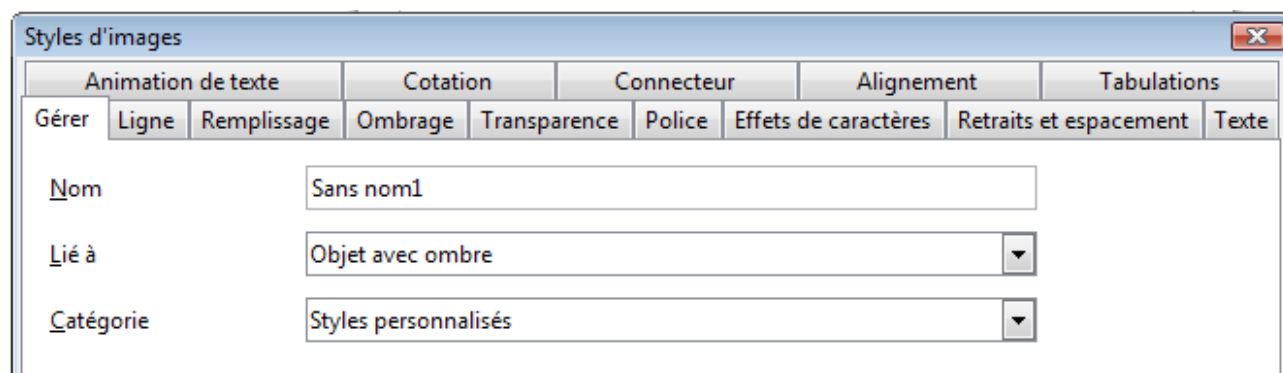 Styles d'images
Animation de texte Cotation Connecteur Alignement Tabulations
Gérer Ligne Remplissage Ombrage Transparence Police Effets de caractères Retraits et espacement Texte
Nom Sans nom1
Lié à Objet avec ombre
Catégorie Styles personnalisés